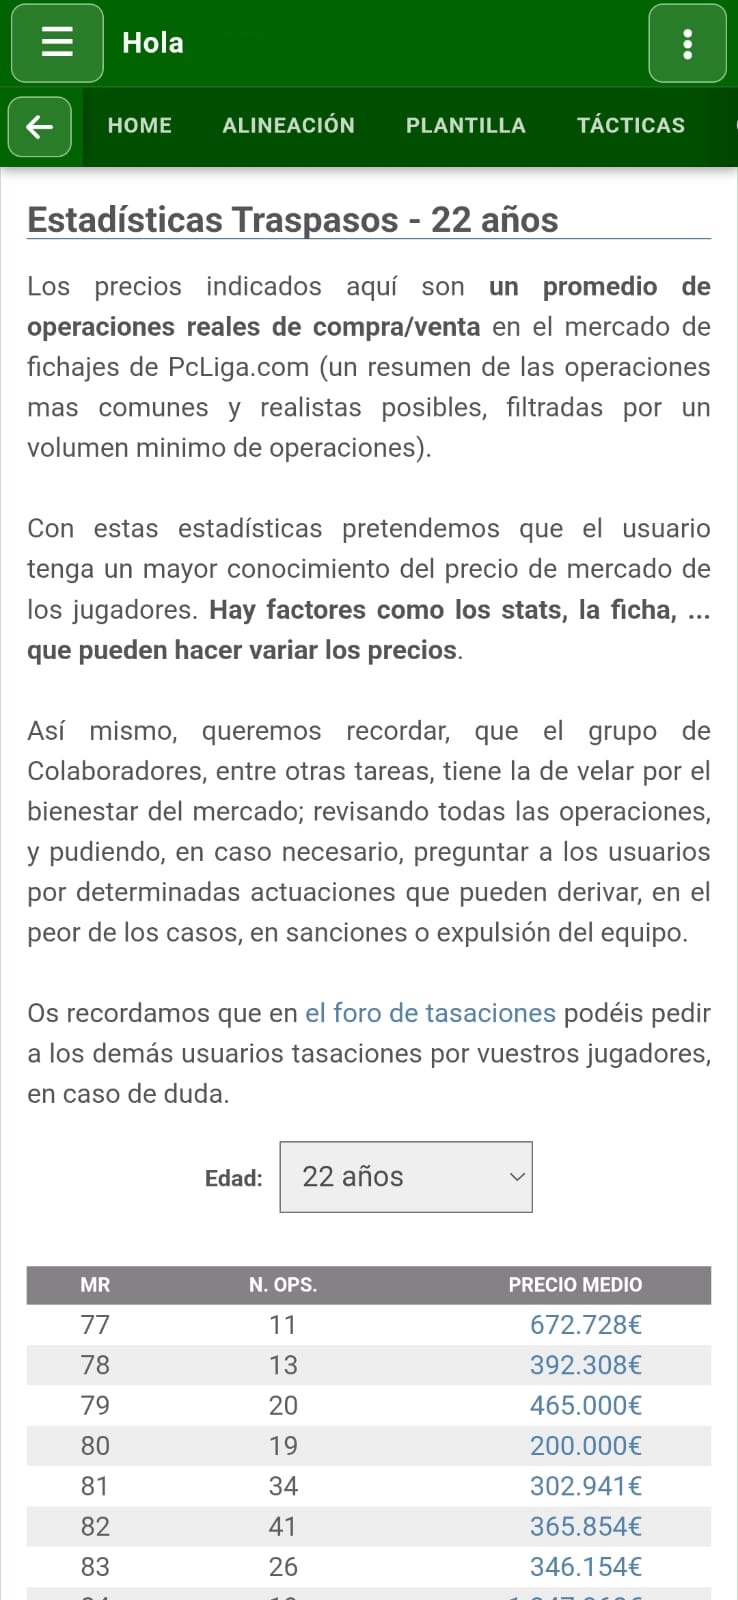 Hola
HOME ALINEACIÓN PLANTILLA TÁCTICAS
Estadísticas Traspasos - 22 años
Los precios indicados aquí son un promedio de
operaciones reales de compra/venta en el mercado de
fichajes de PcLiga.com (un resumen de las operaciones
mas comunes y realistas posibles, filtradas por un
volumen minimo de operaciones).
Con estas estadísticas pretendemos que el usuario
tenga un mayor conocimiento del precio de mercado de
los jugadores. Hay factores como los stats, la ficha, ...
que pueden hacer variar los precios.
Así mismo, queremos recordar, que el grupo de
Colaboradores, entre otras tareas, tiene la de velar por el
bienestar del mercado; revisando todas las operaciones,
y pudiendo, en caso necesario, preguntar a los usuarios
por determinadas actuaciones que pueden derivar, en el
peor de los casos, en sanciones o expulsión del equipo.
Os recordamos que en el foro de tasaciones podéis pedir
a los demás usuarios tasaciones por vuestros jugadores,
en caso de duda.
Edad: 22 años
MR N. OPS. PRECIO MEDIO
77 11 672.728€
78 13 392.308€
79 20 465.000€
80 19 200.000€
81 34 302.941€
82 41 365.854€
83 26 346.154€